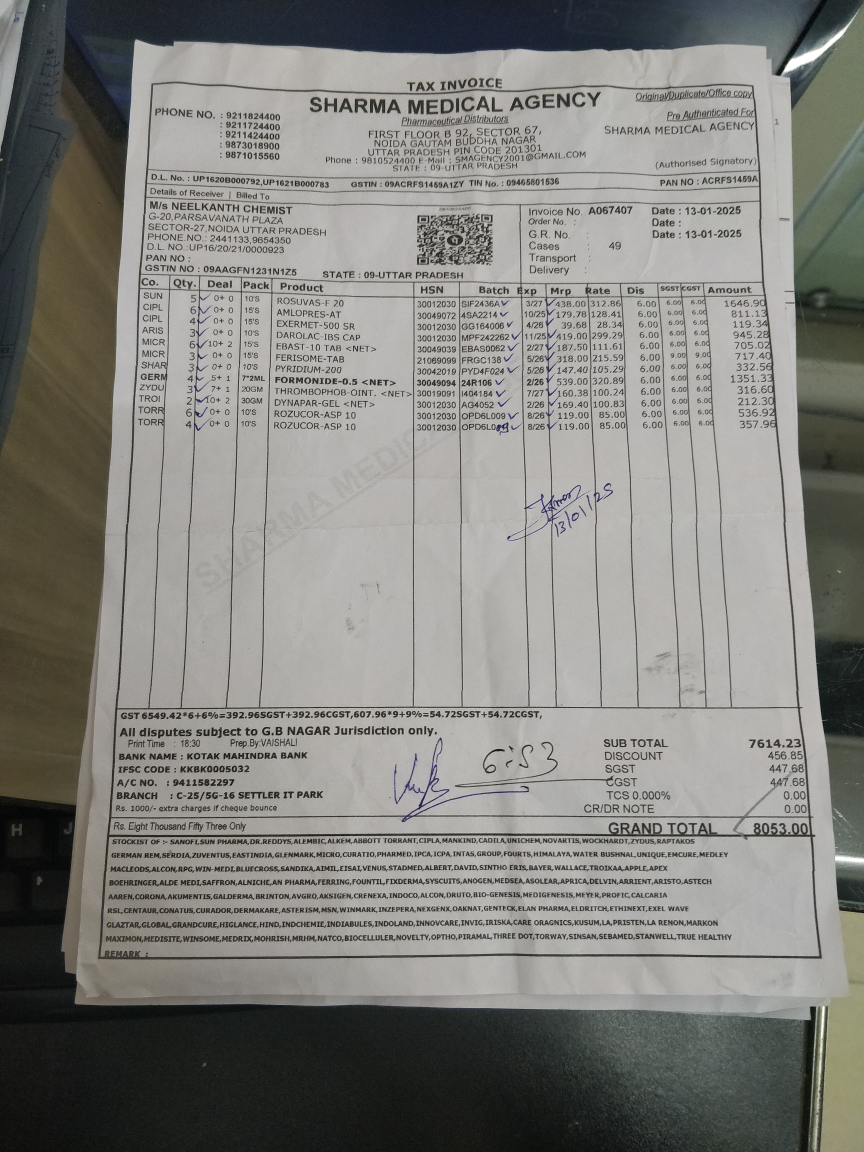 TAX INVOICE
Original/Duplicate/Office copy
SHARMA MEDICAL AGENCY
Pharmaceutical Distributors
FIRST FLOOR B 92, SECTOR 67,
NOIDA GAUTAM BUDDHA NAGAR
UTTAR PRADESH PIN CODE 201301
Phone : 9810524400 E-Mail : SMAGENCY2001@GMAIL.COM
STATE : 09-UTTAR PRADESH
PHONE NO. : 9211824400
: 9211724400
: 9211424400
: 9873018900
: 9871015560
Pre Authenticated For
SHARMA MEDICAL AGENCY
(Authorised Signatory)
D.L. No. : UP1620B000792,UP1621B000783 GSTIN : 09ACRFS1459A1ZY TIN No. : 09465801536 PAN NO : ACRFS1459A
Details of Receiver | Billed To
M/s NEELKANTH CHEMIST
G-20,PARSAVANATH PLAZA
SECTOR-27,NOIDA UTTAR PRADESH
PHONE.NO.: 2441133,9654350
D.L. NO.:UP16/20/21/0000923
PAN NO :
GSTIN NO : 09AAGFN1231N1Z5 STATE : 09-UTTAR PRADESH
Invoice No. A067407 Date : 13-01-2025
Order No. : Date :
G.R. No. : Date : 13-01-2025
Cases : 49
Transport :
Delivery :
Co. Qty. Deal Pack Product HSN Batch Exp Mrp Rate Dis SGST CGST Amount
SUN 5 0+ 0 10'S ROSUVAS-F 20 30012030 SIF2436A 3/27 438.00 312.86 6.00 6.00 6.00 1646.90
CIPL 6 0+ 0 15'S AMLOPRES-AT 30049072 4SA2214 10/25 179.78 128.41 6.00 6.00 6.00 811.13
CIPL 4 0+ 0 15'S EXERMET-500 SR 30012030 GG164006 4/26 39.68 28.34 6.00 6.00 6.00 119.34
ARIS 3 0+ 0 10'S DAROLAC-IBS CAP 30012030 MPF242262 11/25 419.00 299.29 6.00 6.00 6.00 945.28
MICR 6 10+ 2 15'S EBAST-10 TAB <NET> 30049039 EBAS0062 2/27 187.50 111.61 6.00 6.00 6.00 705.02
MICR 3 0+ 0 15'S FERISOME-TAB 21069099 FRGC138 5/26 318.00 215.59 6.00 9.00 9.00 717.40
SHAR 3 0+ 0 10'S PYRIDIUM-200 30042019 PYD4F024 5/26 147.40 105.29 6.00 6.00 6.00 332.56
GERM 4 5+ 1 7*2ML FORMONIDE-0.5 <NET> 30049094 24R106 2/26 539.00 320.89 6.00 6.00 6.00 1351.33
ZYDU 3 7+ 1 20GM THROMBOPHOB-OINT. <NET> 30019091 I404184 7/27 160.38 100.24 6.00 6.00 6.00 316.60
TROI 2 10+ 2 30GM DYNAPAR-GEL <NET> 30012030 AG4052 2/26 169.40 100.83 6.00 6.00 6.00 212.30
TORR 6 0+ 0 10'S ROZUCOR-ASP 10 30012030 OPD6L009 8/26 119.00 85.00 6.00 6.00 6.00 536.92
TORR 4 0+ 0 10'S ROZUCOR-ASP 10 30012030 8/26 119.00 85.00 6.00 6.00 6.00 357.96
SHARMA MEDICAL
13/01/25
GST 6549.42*6+6%=392.96SGST+392.96CGST,607.96*9+9%=54.72SGST+54.72CGST,
All disputes subject to G.B NAGAR Jurisdiction only.
Print Time : 18:30 Prep.By:VAISHALI
BANK NAME : KOTAK MAHINDRA BANK
IFSC CODE : KKBK0005032
A/C NO. : 9411582297
BRANCH : C-25/5G-16 SETTLER IT PARK
Rs. 1000/- extra charges if cheque bounce
6:53
SUB TOTAL 7614.23
DISCOUNT 456.85
SGST 447.68
CGST 447.68
TCS 0.000% 0.00
CR/DR NOTE 0.00
Rs. Eight Thousand Fifty Three Only
GRAND TOTAL 8053.00
STOCKIST OF :- SANOFI,SUN PHARMA,DR.REDDYS,ALEMBIC,ALKEM,ABBOTT TORRANT,CIPLA,MANKIND,CADILA,UNICHEM,NOVARTIS,WOCKHARDT,ZYDUS,RAPTAKOS
GERMAN REM,SERDIA,ZUVENTUS,EASTINDIA,GLENMARK,MICRO,CURATIO,PHARMED,IPCA,ICPA,INTAS,GROUP,FOURTS,HIMALAYA,WATER BUSHNAL,UNIQUE,EMCURE,MEDLEY
MACLEODS,ALCON,RPG,WIN-MEDI,BLUECROSS,SANDIKA,AIMIL,EISAI,VENUS,STADMED,ALBERT,DAVID,SINTHO ERIS,BAYER,WALLACE,TROIKAA,APPLE,APEX
BOEHRINGER,ALDE MEDI,SAFFRON,ALNICHE,AN PHARMA,FERRING,FOUNTIL,FIXDERMA,SYSCUITS,ANOGEN,MEDSEA,ASOLEAR,APRICA,DELVIN,ARRIENT,ARISTO,ASTECH
AAREN,CORONA,AKUMENTIS,GALDERMA,BRINTON,AVGRO,AKSIGEN,CRENEXA,INDOCO,ALCON,DRUTO,BIO-GENESIS,MEDIGENESIS,MEYER,PROFIC,CALCARIA
RSL,CENTAUR,CONATUS,CURADOR,DERMAKARE,ASTERISM,MSN,WINMARK,INZEPERA,NEXGENX,OAKNAT,GENTECK,ELAN PHARMA,ELDRITCH,ETHINEXT,EXEL WAVE
GLAZTAR,GLOBAL,GRANDCURE,HIGLANCE,HIND,INDCHEMIE,INDIABULES,INDOLAND,INNOVCARE,INVIG,IRISKA,CARE ORAGNICS,KUSUM,LA,PRISTEN,LA RENON,MARKON
MAXIMON,MEDISITE,WINSOME,MEDRIX,MOHRISH,MRHM,NATCO,BIOCELLULER,NOVELTY,OPTHO,PIRAMAL,THREE DOT,TORWAY,SINSAN,SEBAMED,STANWELL,TRUE HEALTHY
REMARK :
H J